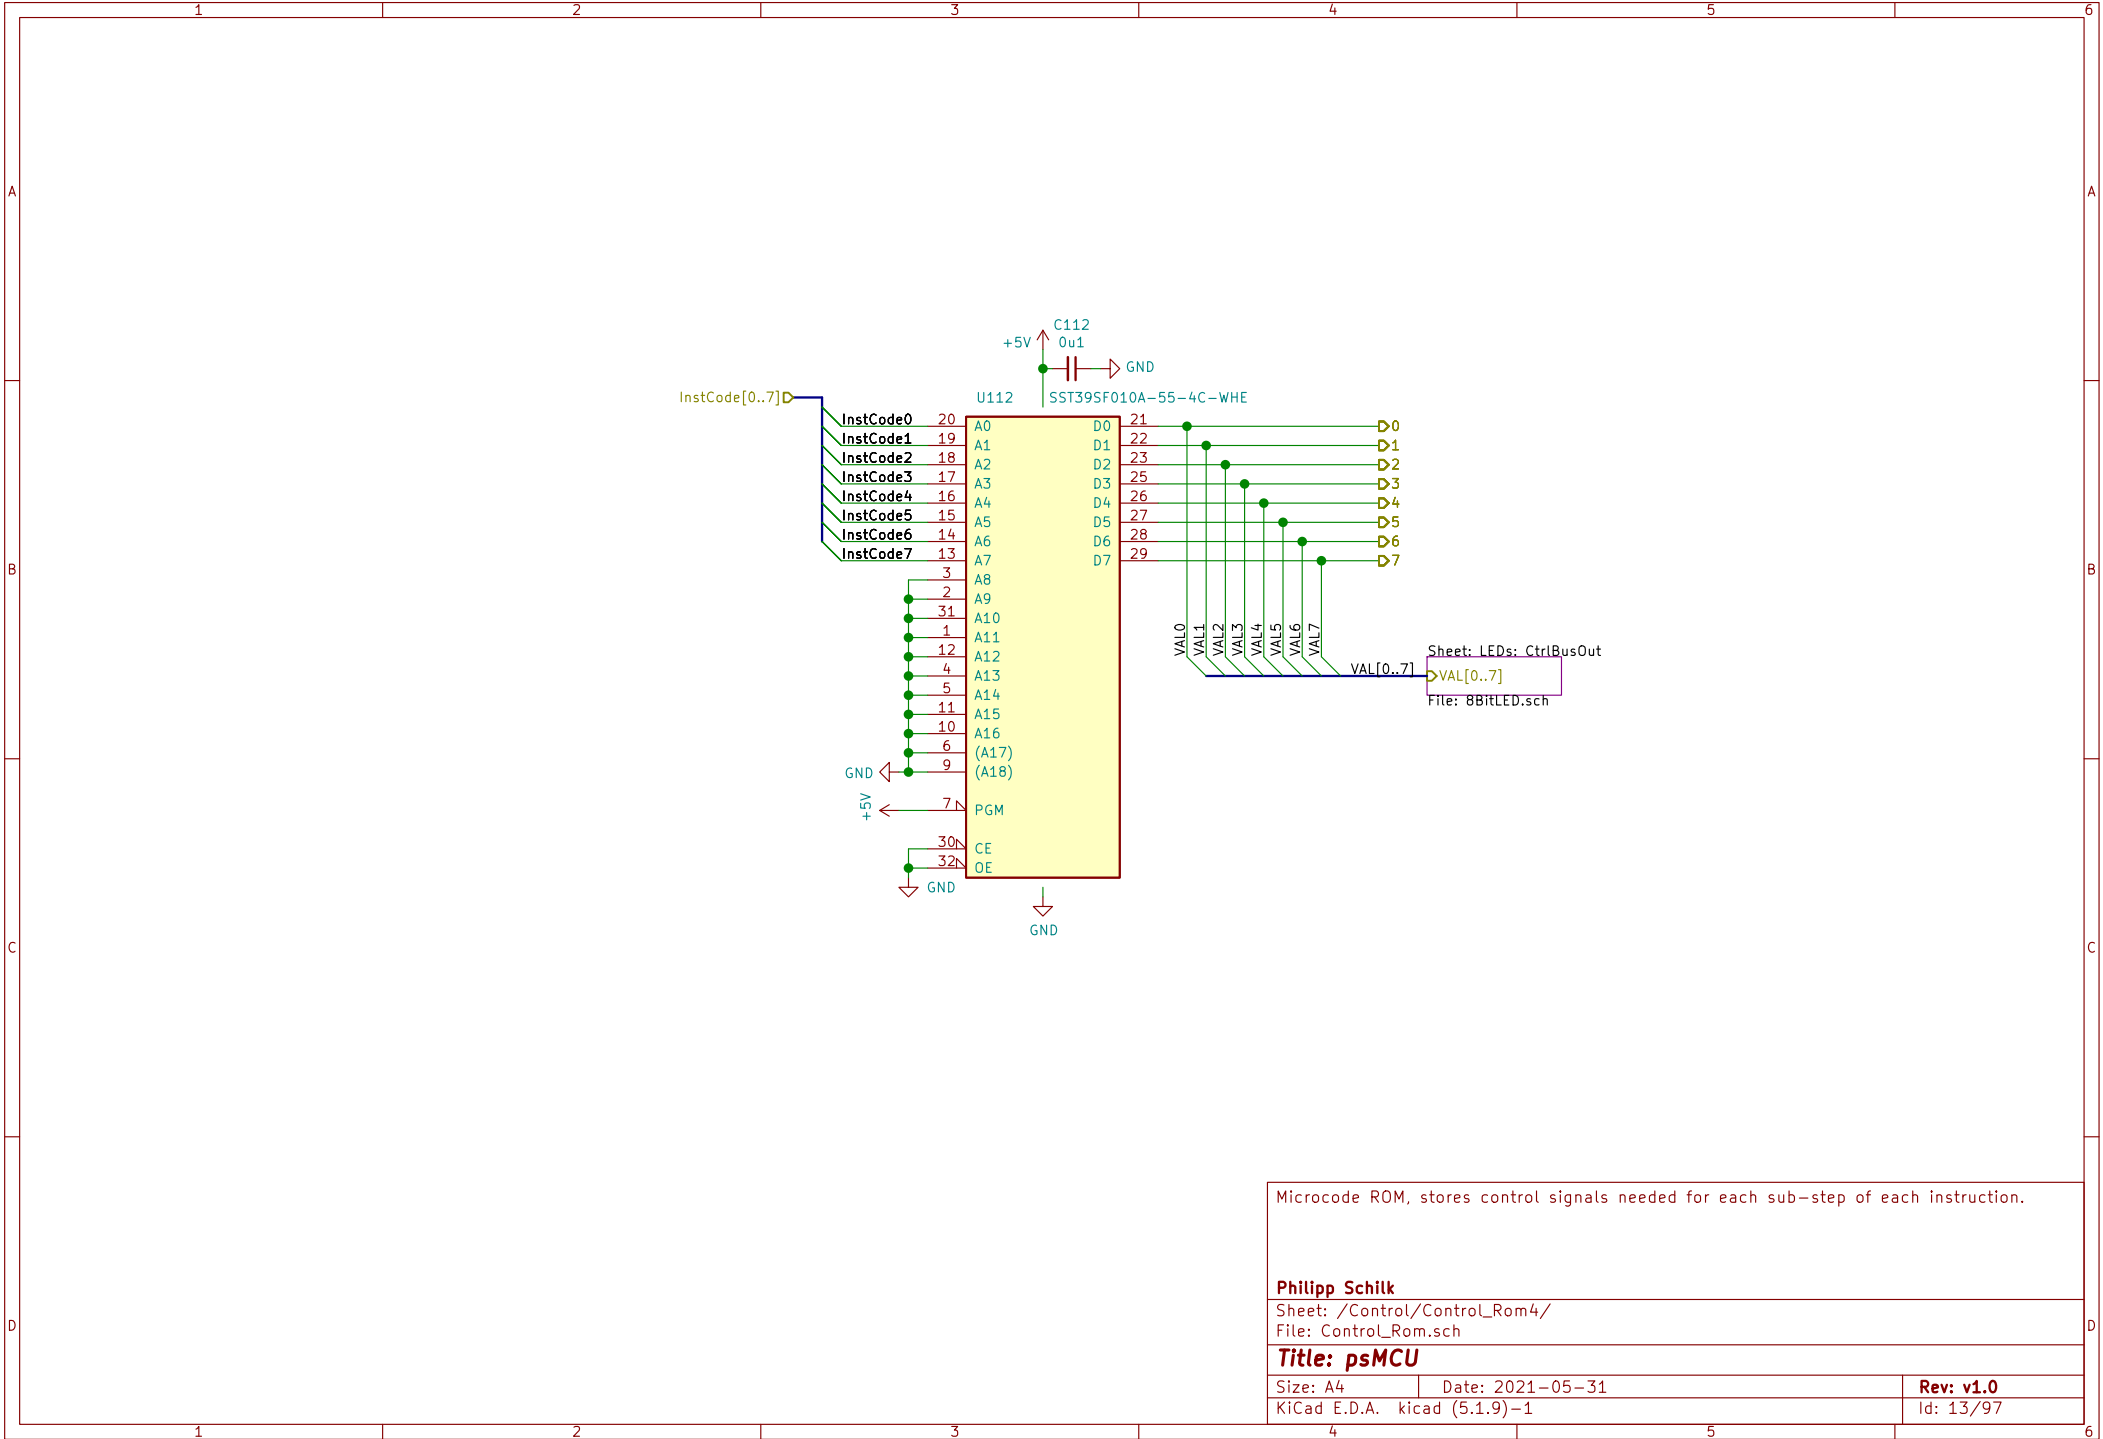 1 2 3 4 5 6
A A
C112
+5V 0u1
GND
InstCode[0..7]
U112 SST39SF010A-55-4C-WHE
InstCode0 20 A0 D0 21 0
InstCode1 19 A1 D1 22 1
InstCode2 18 A2 D2 23 2
InstCode3 17 A3 D3 25 3
InstCode4 16 A4 D4 26 4
InstCode5 15 A5 D5 27 5
InstCode6 14 A6 D6 28 6
InstCode7 13 A7 D7 29 7
B B
3 A8
2 A9
31 A10
1 A11
12 A12
4 A13
5 A14
11 A15
10 A16
6 (A17)
GND 9 (A18)
+5V 7 PGM
30 CE
32 OE
GND
GND
VAL0 VAL1 VAL2 VAL3 VAL4 VAL5 VAL6 VAL7
Sheet: LEDs: CtrlBusOut
VAL[0..7] VAL[0..7]
File: 8BitLED.sch
C C
Microcode ROM, stores control signals needed for each sub-step of each instruction.
Philipp Schilk
Sheet: /Control/Control_Rom4/
D D
File: Control_Rom.sch
Title: psMCU
Size: A4 Date: 2021-05-31 Rev: v1.0
KiCad E.D.A. kicad (5.1.9)-1 Id: 13/97
1 2 3 4 5 6